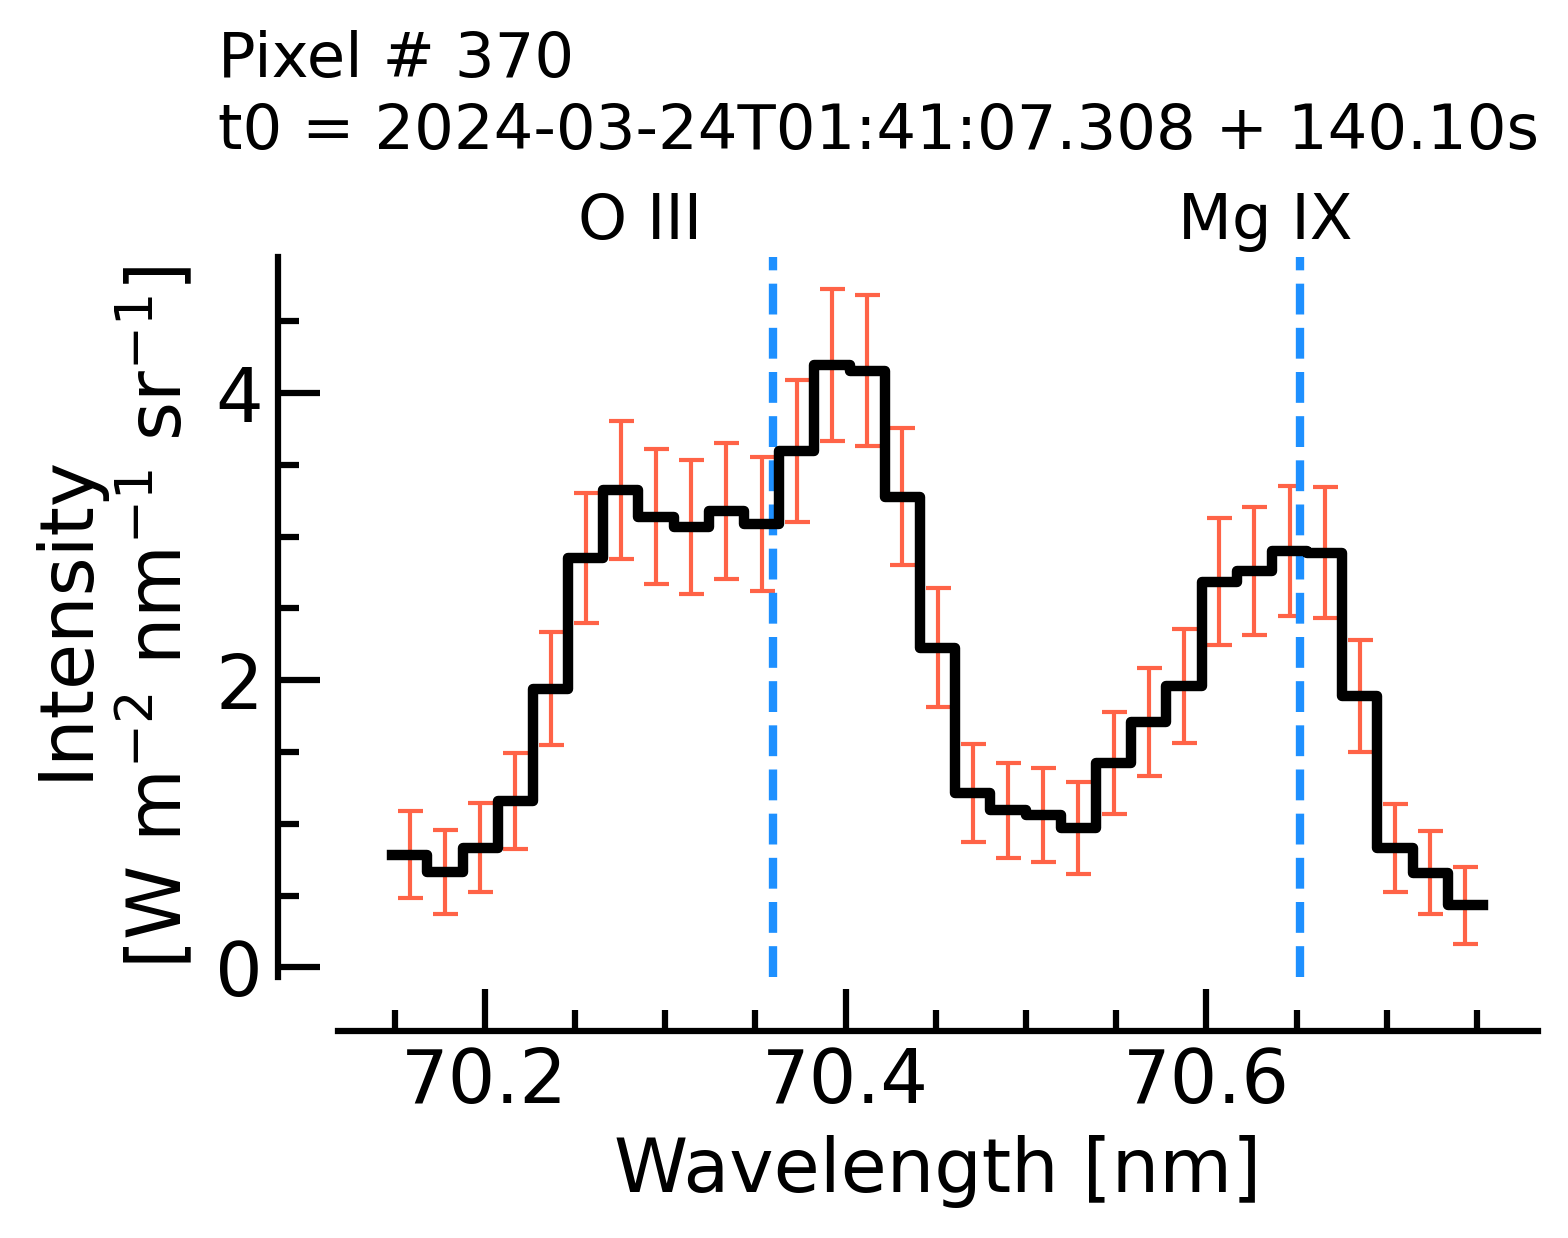 Pixel # 370
t0 = 2024-03-24T01:41:07.308 + 140.10s
O III
Mg IX
Intensity
[W m⁻² nm⁻¹ sr⁻¹]
4
2
0
70.2
70.4
70.6
Wavelength [nm]